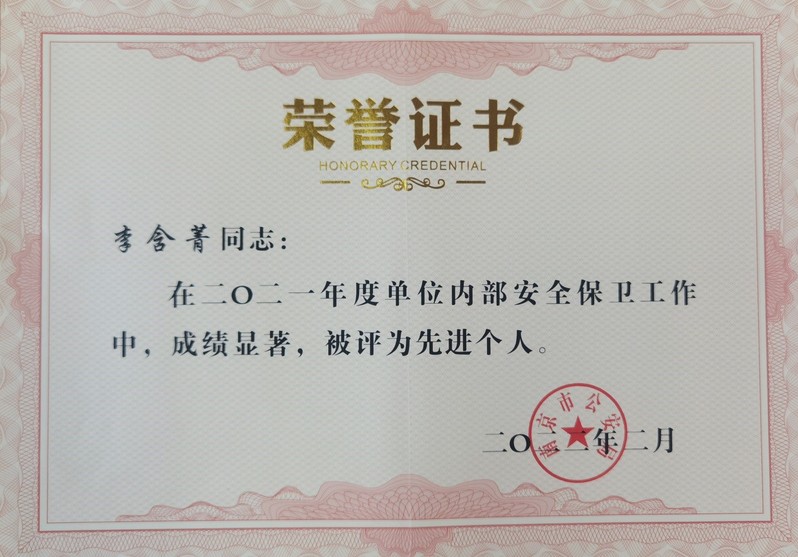 荣誉证书
HONORARY CREDENTIAL
李含菁同志：
在二〇二一年度单位内部安全保卫工作
中，成绩显著，被评为先进个人。
南京市公安局
二〇二二年二月